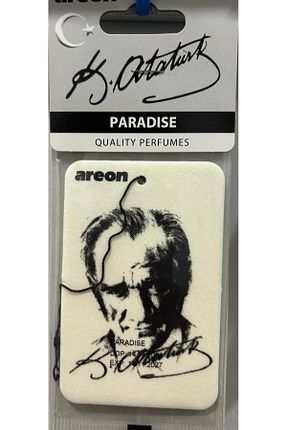 areon
K. Atatürk
PARADISE
QUALITY PERFUMES
areon
PARADISE
K. Atatürk